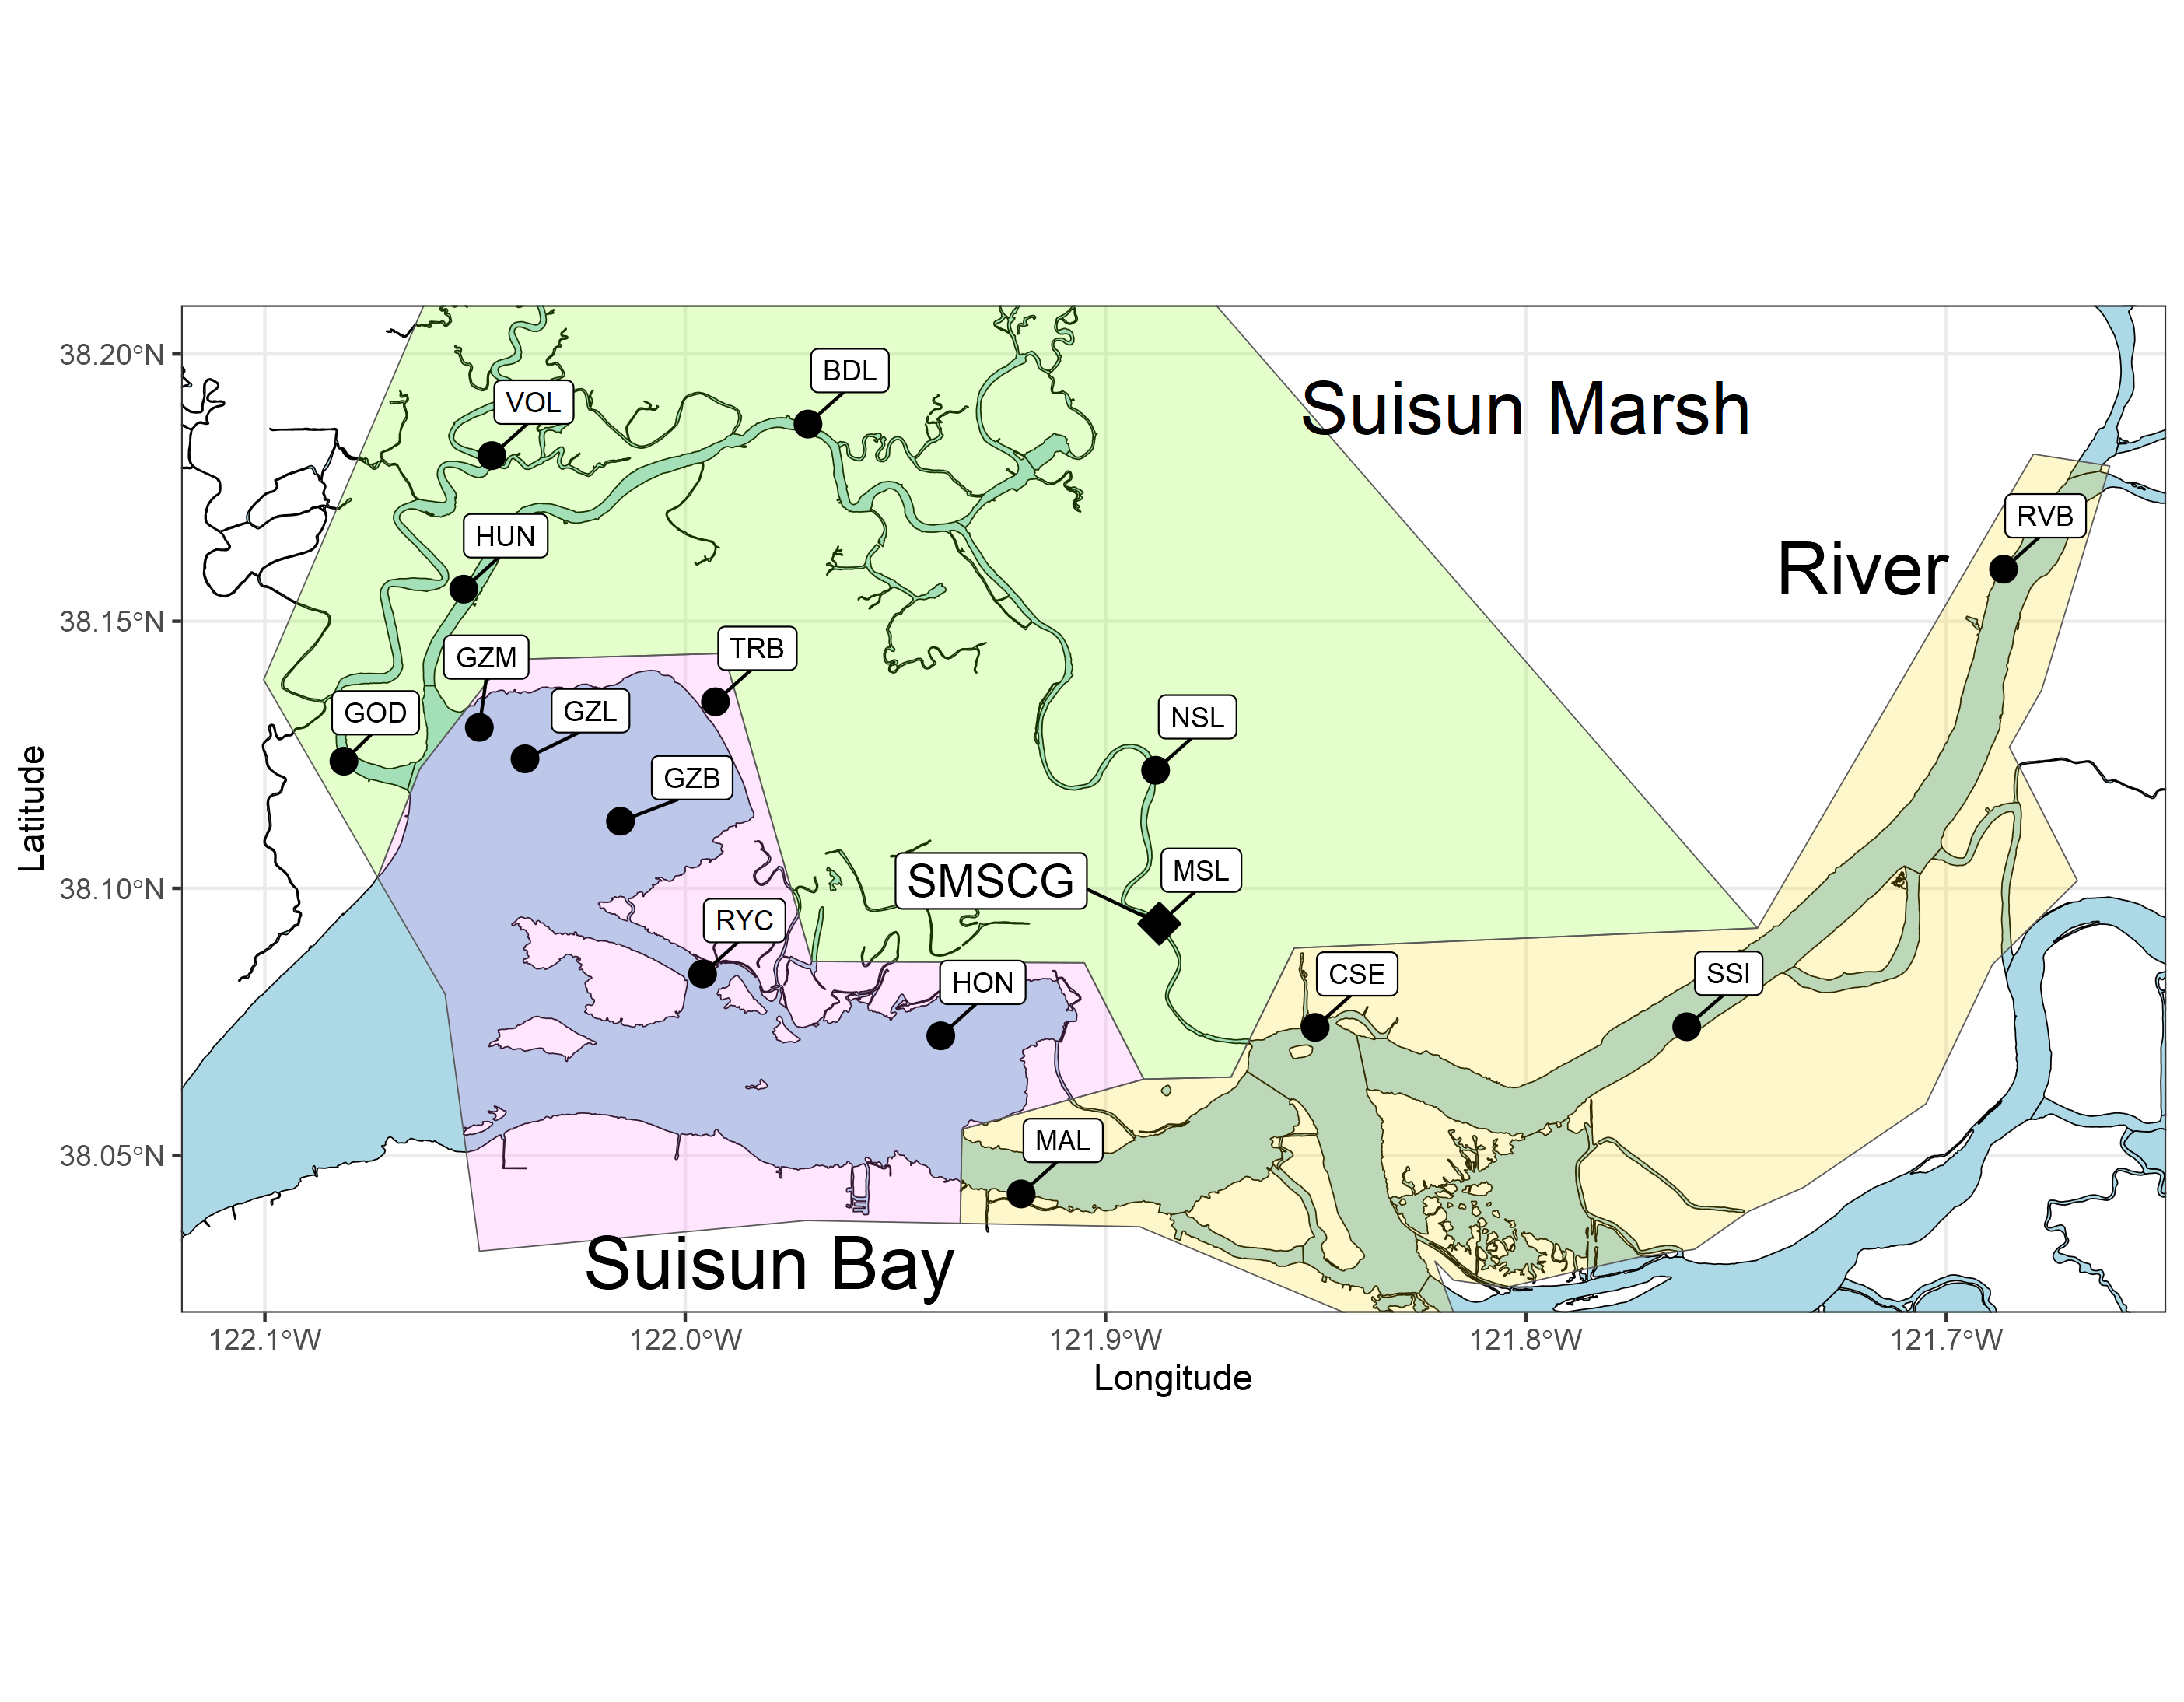 38.20°N
38.15°N
38.10°N
38.05°N
Latitude
BDL
VOL
Suisun Marsh
RVB
HUN
River
TRB
GZM
GOD
GZL
NSL
GZB
MSL
SMSCG
RYC
HON
CSE
SSI
MAL
Suisun Bay
122.1°W
122.0°W
121.9°W
121.8°W
121.7°W
Longitude